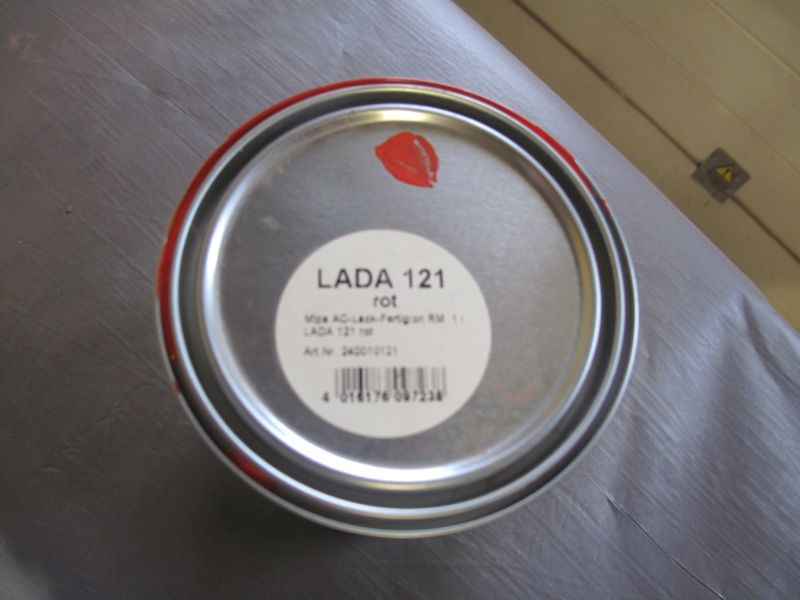 LADA 121
rot
Mipa AC-Lack-Fertigton RM 1 l
LADA 121 rot
Art.Nr. 240010121
4 016176 097238